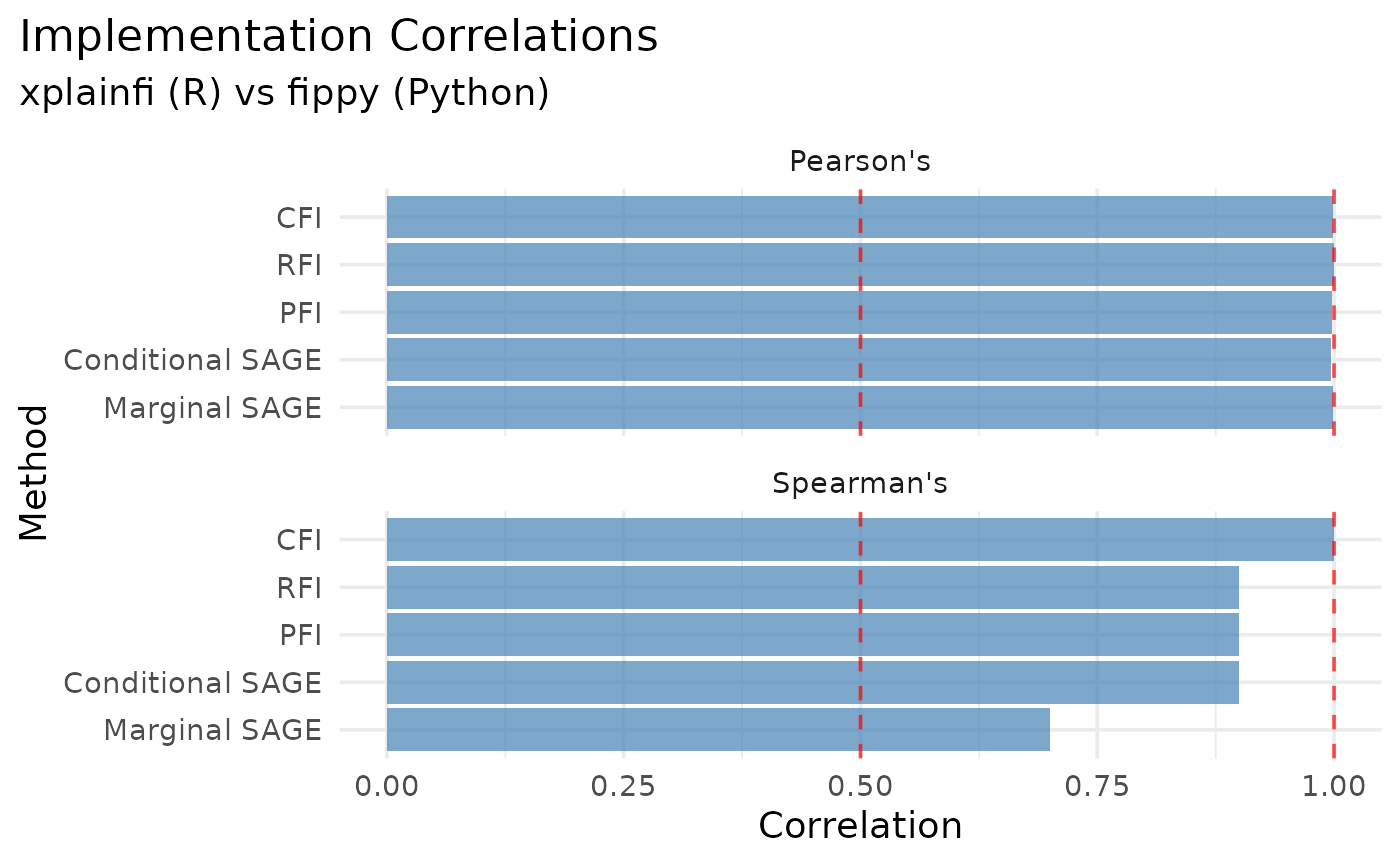 Implementation Correlations
xplainfi (R) vs fippy (Python)
Pearson's
CFI
RFI
PFI
Conditional SAGE
Marginal SAGE
Method
Spearman's
CFI
RFI
PFI
Conditional SAGE
Marginal SAGE
0.00 0.25 0.50 0.75 1.00
Correlation